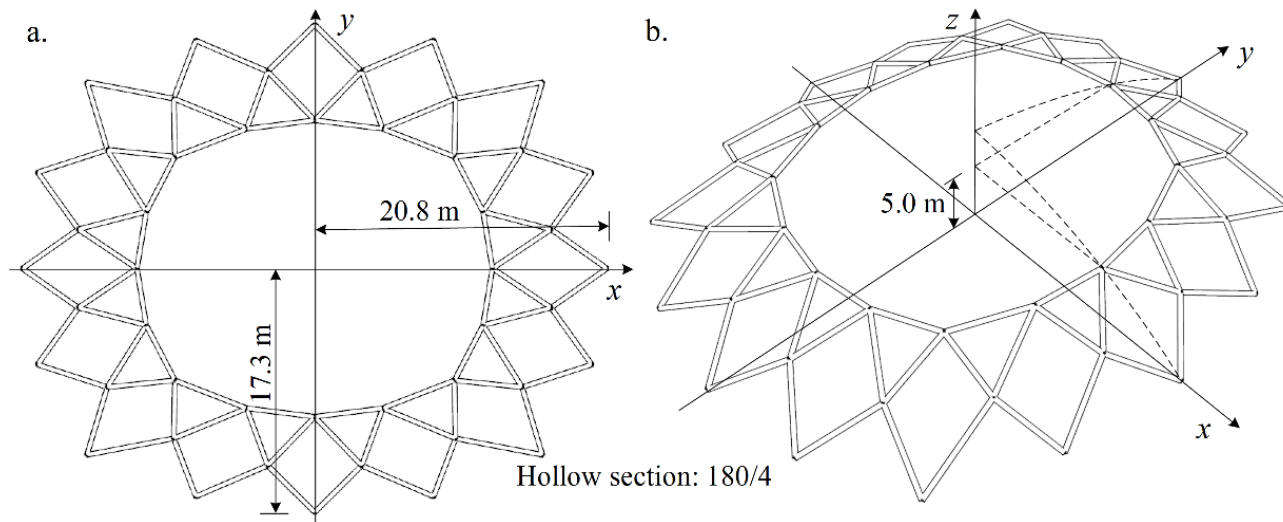 a.
y
20.8 m
x
17.3 m
b.
z
y
5.0 m
x
Hollow section: 180/4